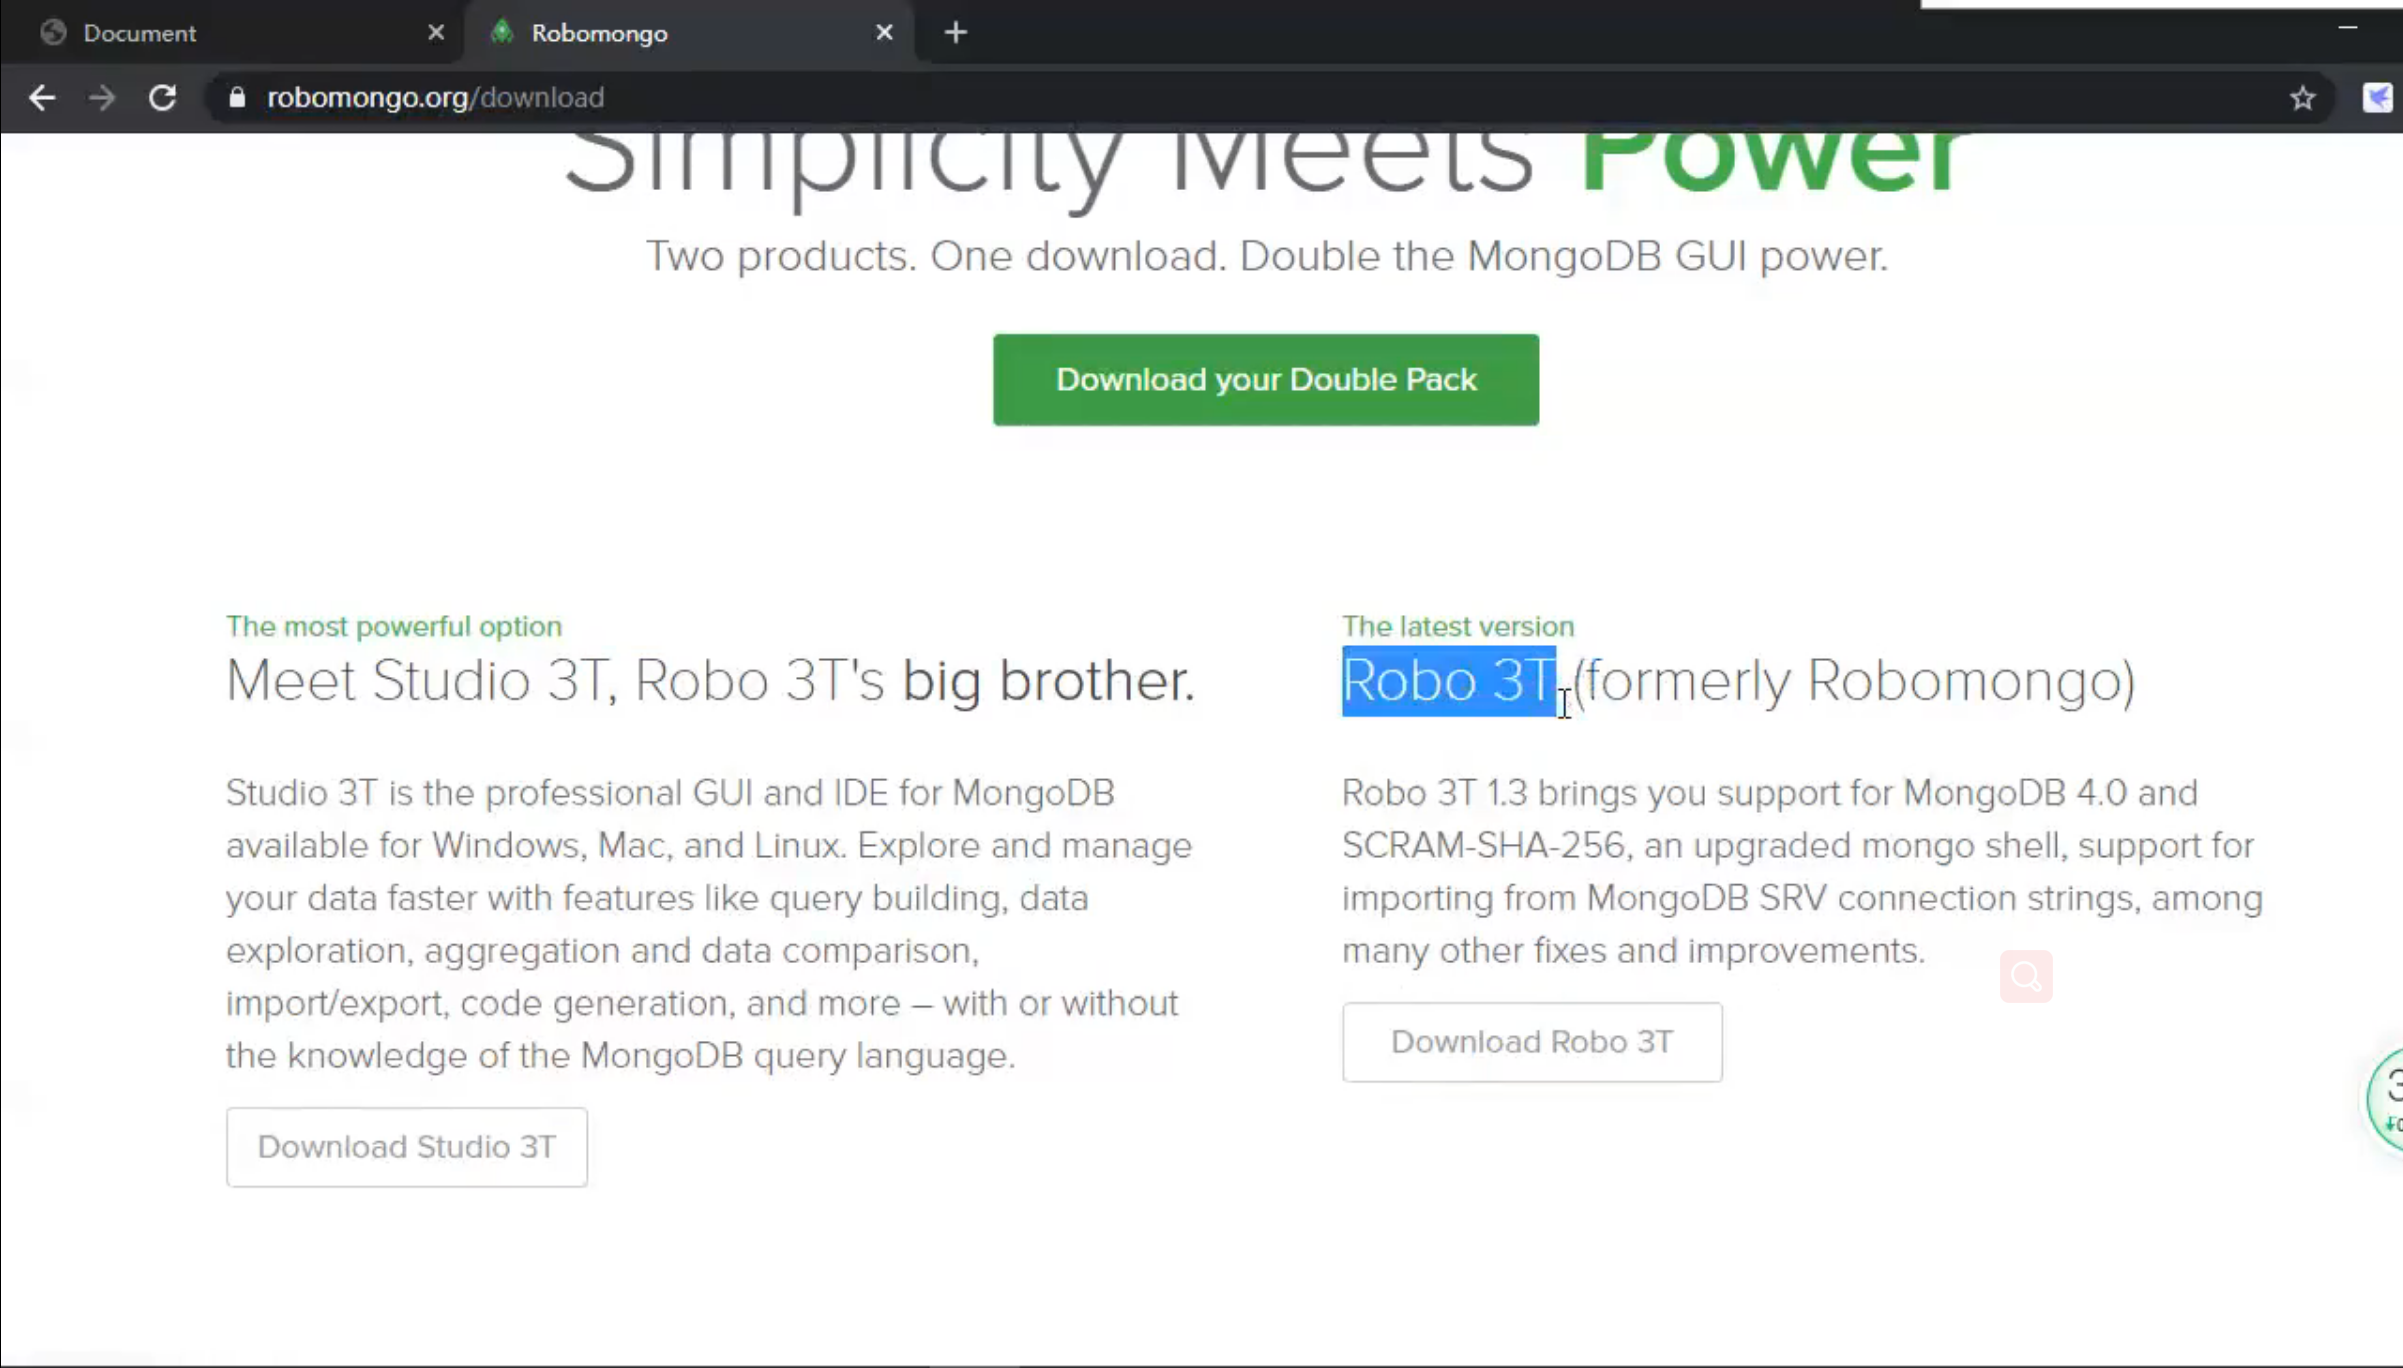 Document
Robomongo
robomongo.org/download
Simplicity Meets Power
Two products. One download. Double the MongoDB GUI power.
Download your Double Pack
The most powerful option
Meet Studio 3T, Robo 3T's big brother.
Studio 3T is the professional GUI and IDE for MongoDB
available for Windows, Mac, and Linux. Explore and manage
your data faster with features like query building, data
exploration, aggregation and data comparison,
import/export, code generation, and more – with or without
the knowledge of the MongoDB query language.
Download Studio 3T
The latest version
Robo 3T (formerly Robomongo)
Robo 3T 1.3 brings you support for MongoDB 4.0 and
SCRAM-SHA-256, an upgraded mongo shell, support for
importing from MongoDB SRV connection strings, among
many other fixes and improvements.
Download Robo 3T